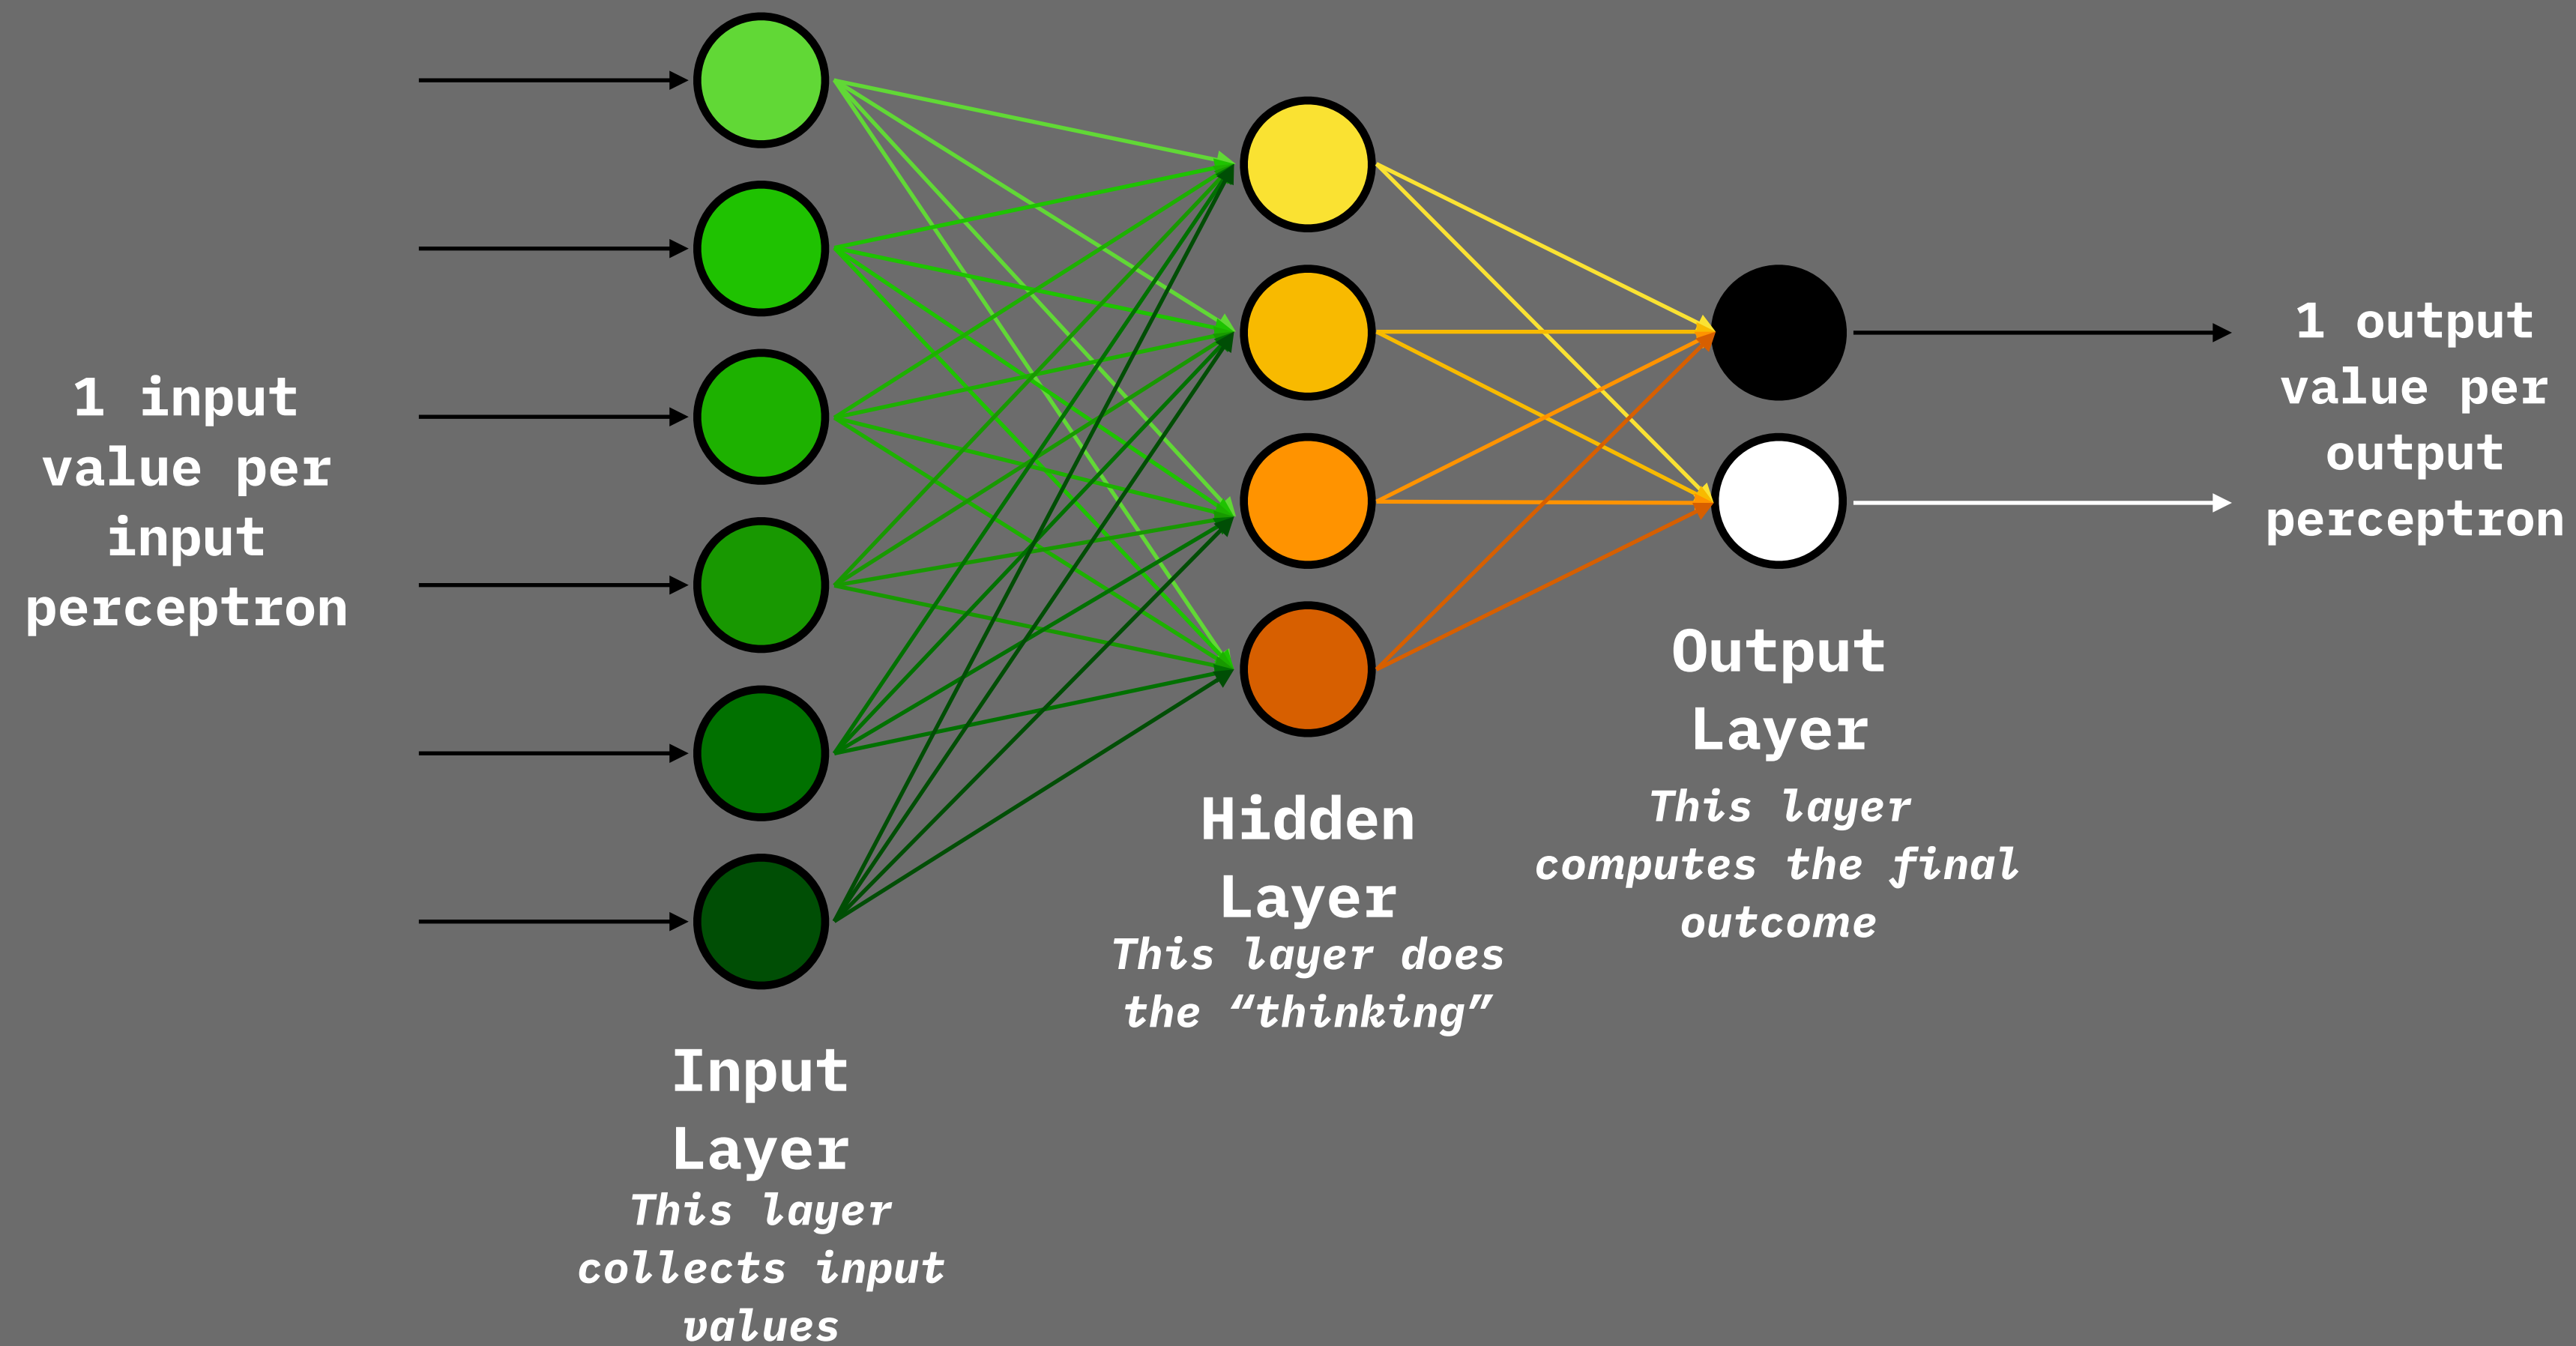 1 input
value per
input
perceptron
Input
Layer
This layer
collects input
values
Hidden
Layer
This layer does
the “thinking”
Output
Layer
This layer
computes the final
outcome
1 output
value per
output
perceptron